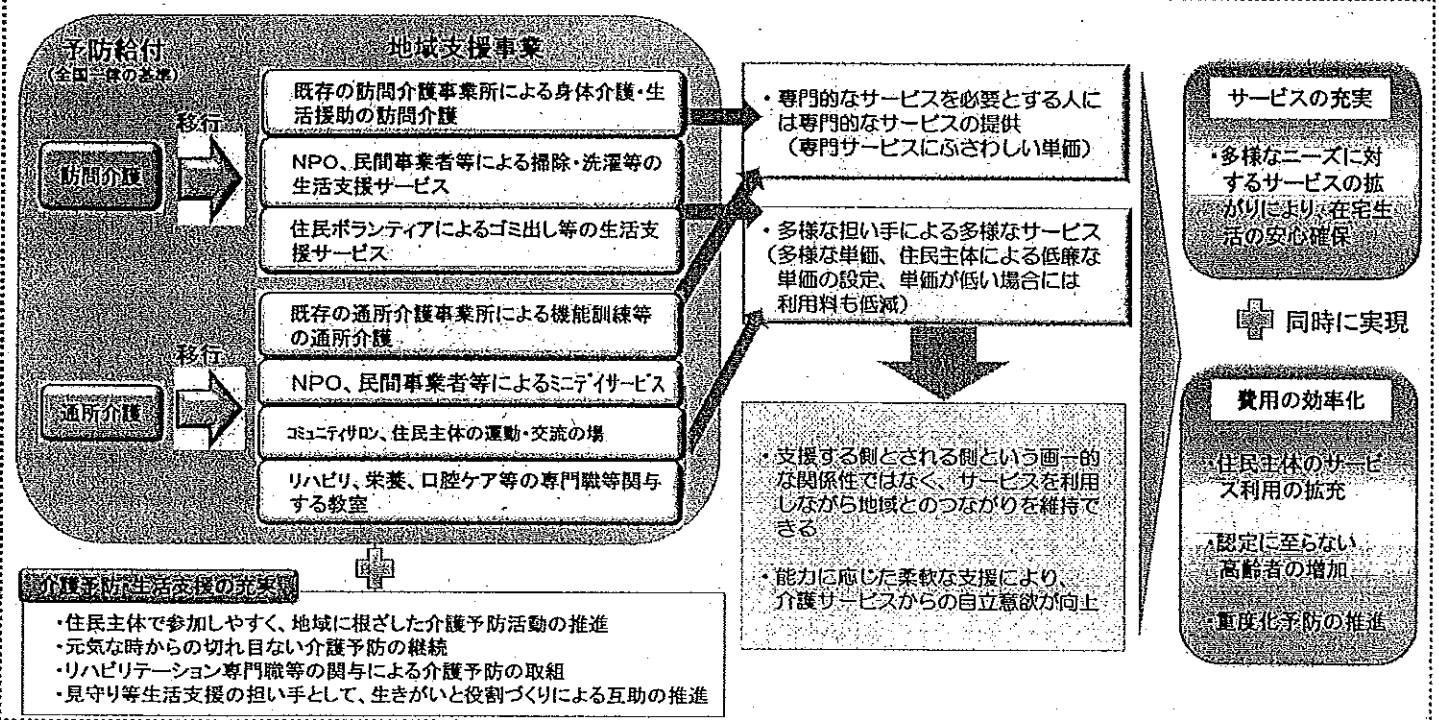 予防給付
(全国一律の基準)
地域支援事業
移行
訪問介護
既存の訪問介護事業所による身体介護・生
活援助の訪問介護
NPO、民間事業者等による掃除・洗濯等の
生活支援サービス
住民ボランティアによるゴミ出し等の生活支
援サービス
移行
通所介護
既存の通所介護事業所による機能訓練等
の通所介護
NPO、民間事業者等によるミニデイサービス
コミュニティサロン、住民主体の運動・交流の場
リハビリ、栄養、口腔ケア等の専門職等関与
する教室
・専門的なサービスを必要とする人に
は専門的なサービスの提供
(専門サービスにふさわしい単価)
・多様な担い手による多様なサービス
(多様な単価、住民主体による低廉な
単価の設定、単価が低い場合には
利用料も低減)
・支援する側とされる側という画一的
な関係性ではなく、サービスを利用
しながら地域とのつながりを維持で
きる
・能力に応じた柔軟な支援により、
介護サービスからの自立意欲が向上
サービスの充実
・多様なニーズに対
するサービスの拡
がりにより、在宅生
活の安心確保
同時に実現
費用の効率化
・住民主体のサービ
ス利用の拡充
・認定に至らない
高齢者の増加
・重度化予防の推進
介護予防・生活支援の充実
・住民主体で参加しやすく、地域に根ざした介護予防活動の推進
・元気な時からの切れ目ない介護予防の継続
・リハビリテーション専門職等の関与による介護予防の取組
・見守り等生活支援の担い手として、生きがいと役割づくりによる互助の推進